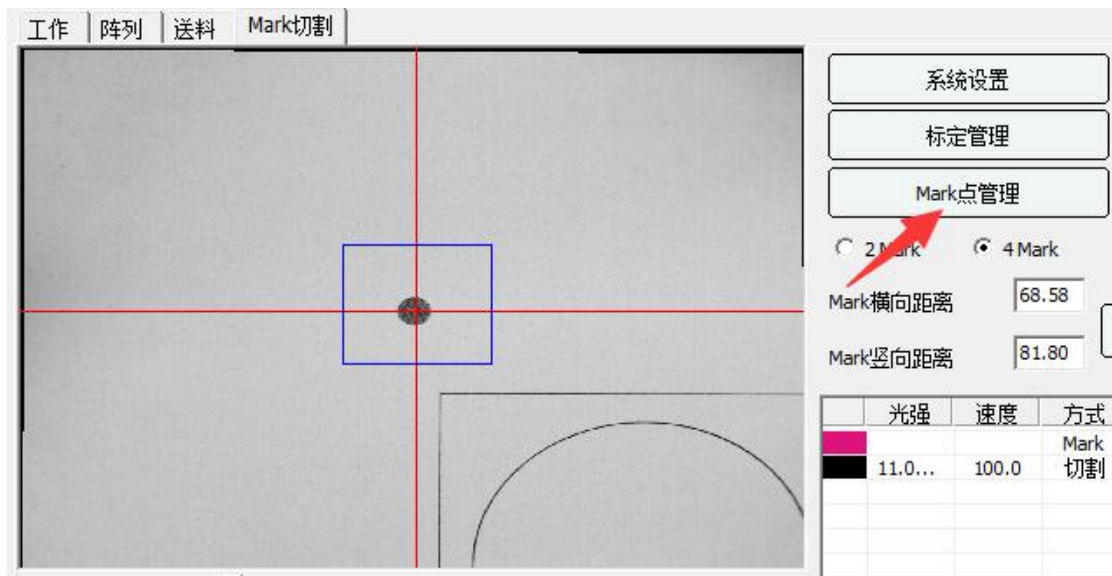 工作 阵列 送料 Mark切割
系统设置
标定管理
Mark点管理
2 Mark 4 Mark
Mark横向距离 68.58
Mark竖向距离 81.80
光强 速度 方式
Mark
11.0... 100.0 切割